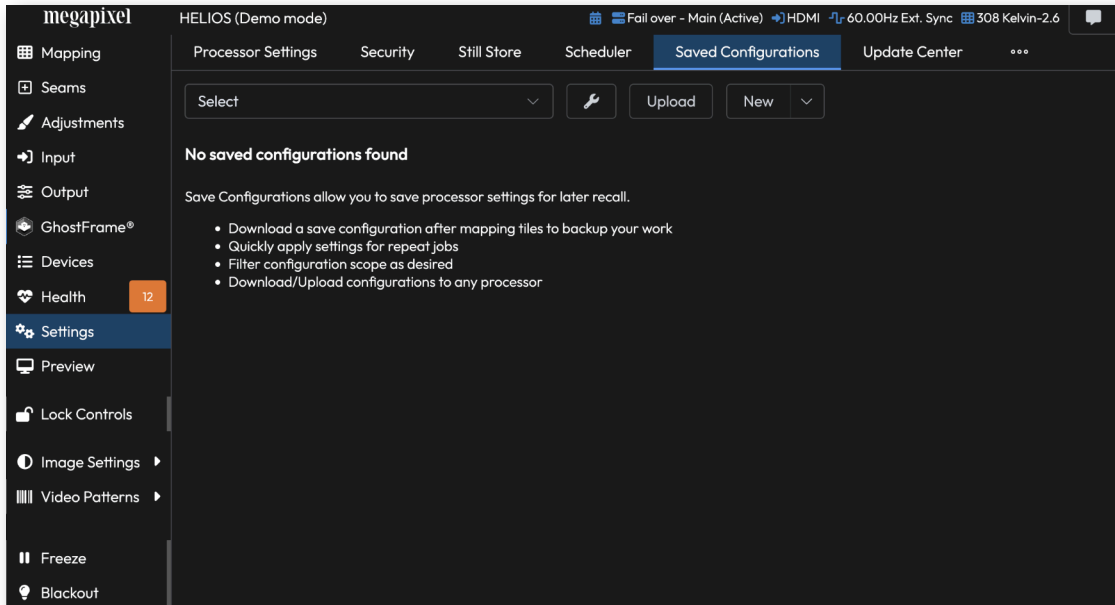 megapixel
HELIOS (Demo mode)
Fail over - Main (Active) HDMI 60.00Hz Ext. Sync 308 Kelvin-2.6
Mapping
Seams
Adjustments
Input
Output
GhostFrame®
Devices
Health 12
Settings
Preview
Lock Controls
Image Settings
Video Patterns
Freeze
Blackout
Processor Settings Security Still Store Scheduler Saved Configurations Update Center
Select Upload New
No saved configurations found
Save Configurations allow you to save processor settings for later recall.
• Download a save configuration after mapping tiles to backup your work
• Quickly apply settings for repeat jobs
• Filter configuration scope as desired
• Download/Upload configurations to any processor